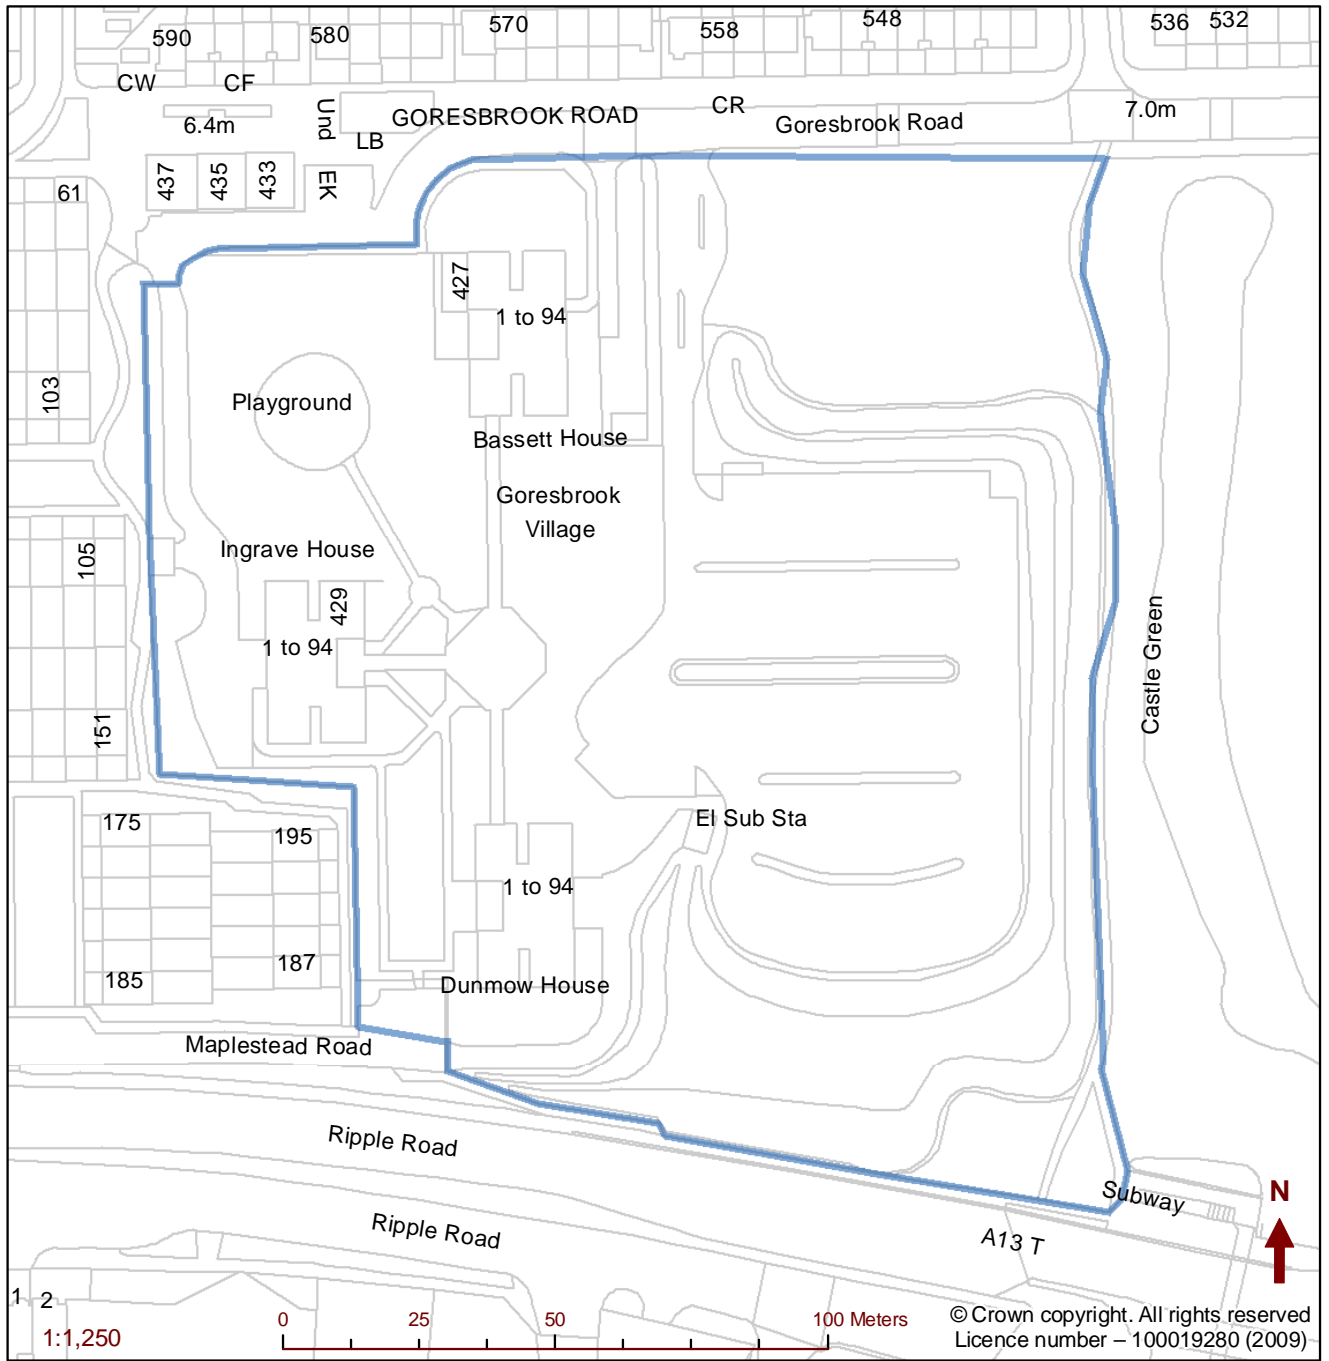 590
580
570
558
548
536
532
CW
CF
CR
7.0m
Und
6.4m
LB
GORESBROOK ROAD
Goresbrook Road
437
435
433
EK
61
427
1 to 94
103
Playground
Bassett House
Goresbrook
Village
105
Ingrave House
429
1 to 94
Castle Green
151
175
195
El Sub Sta
1 to 94
185
187
Dunmow House
Maplestead Road
Ripple Road
Subway
N
Ripple Road
A13 T
1
2
1:1,250
0 25 50 100 Meters
© Crown copyright. All rights reserved
Licence number – 100019280 (2009)